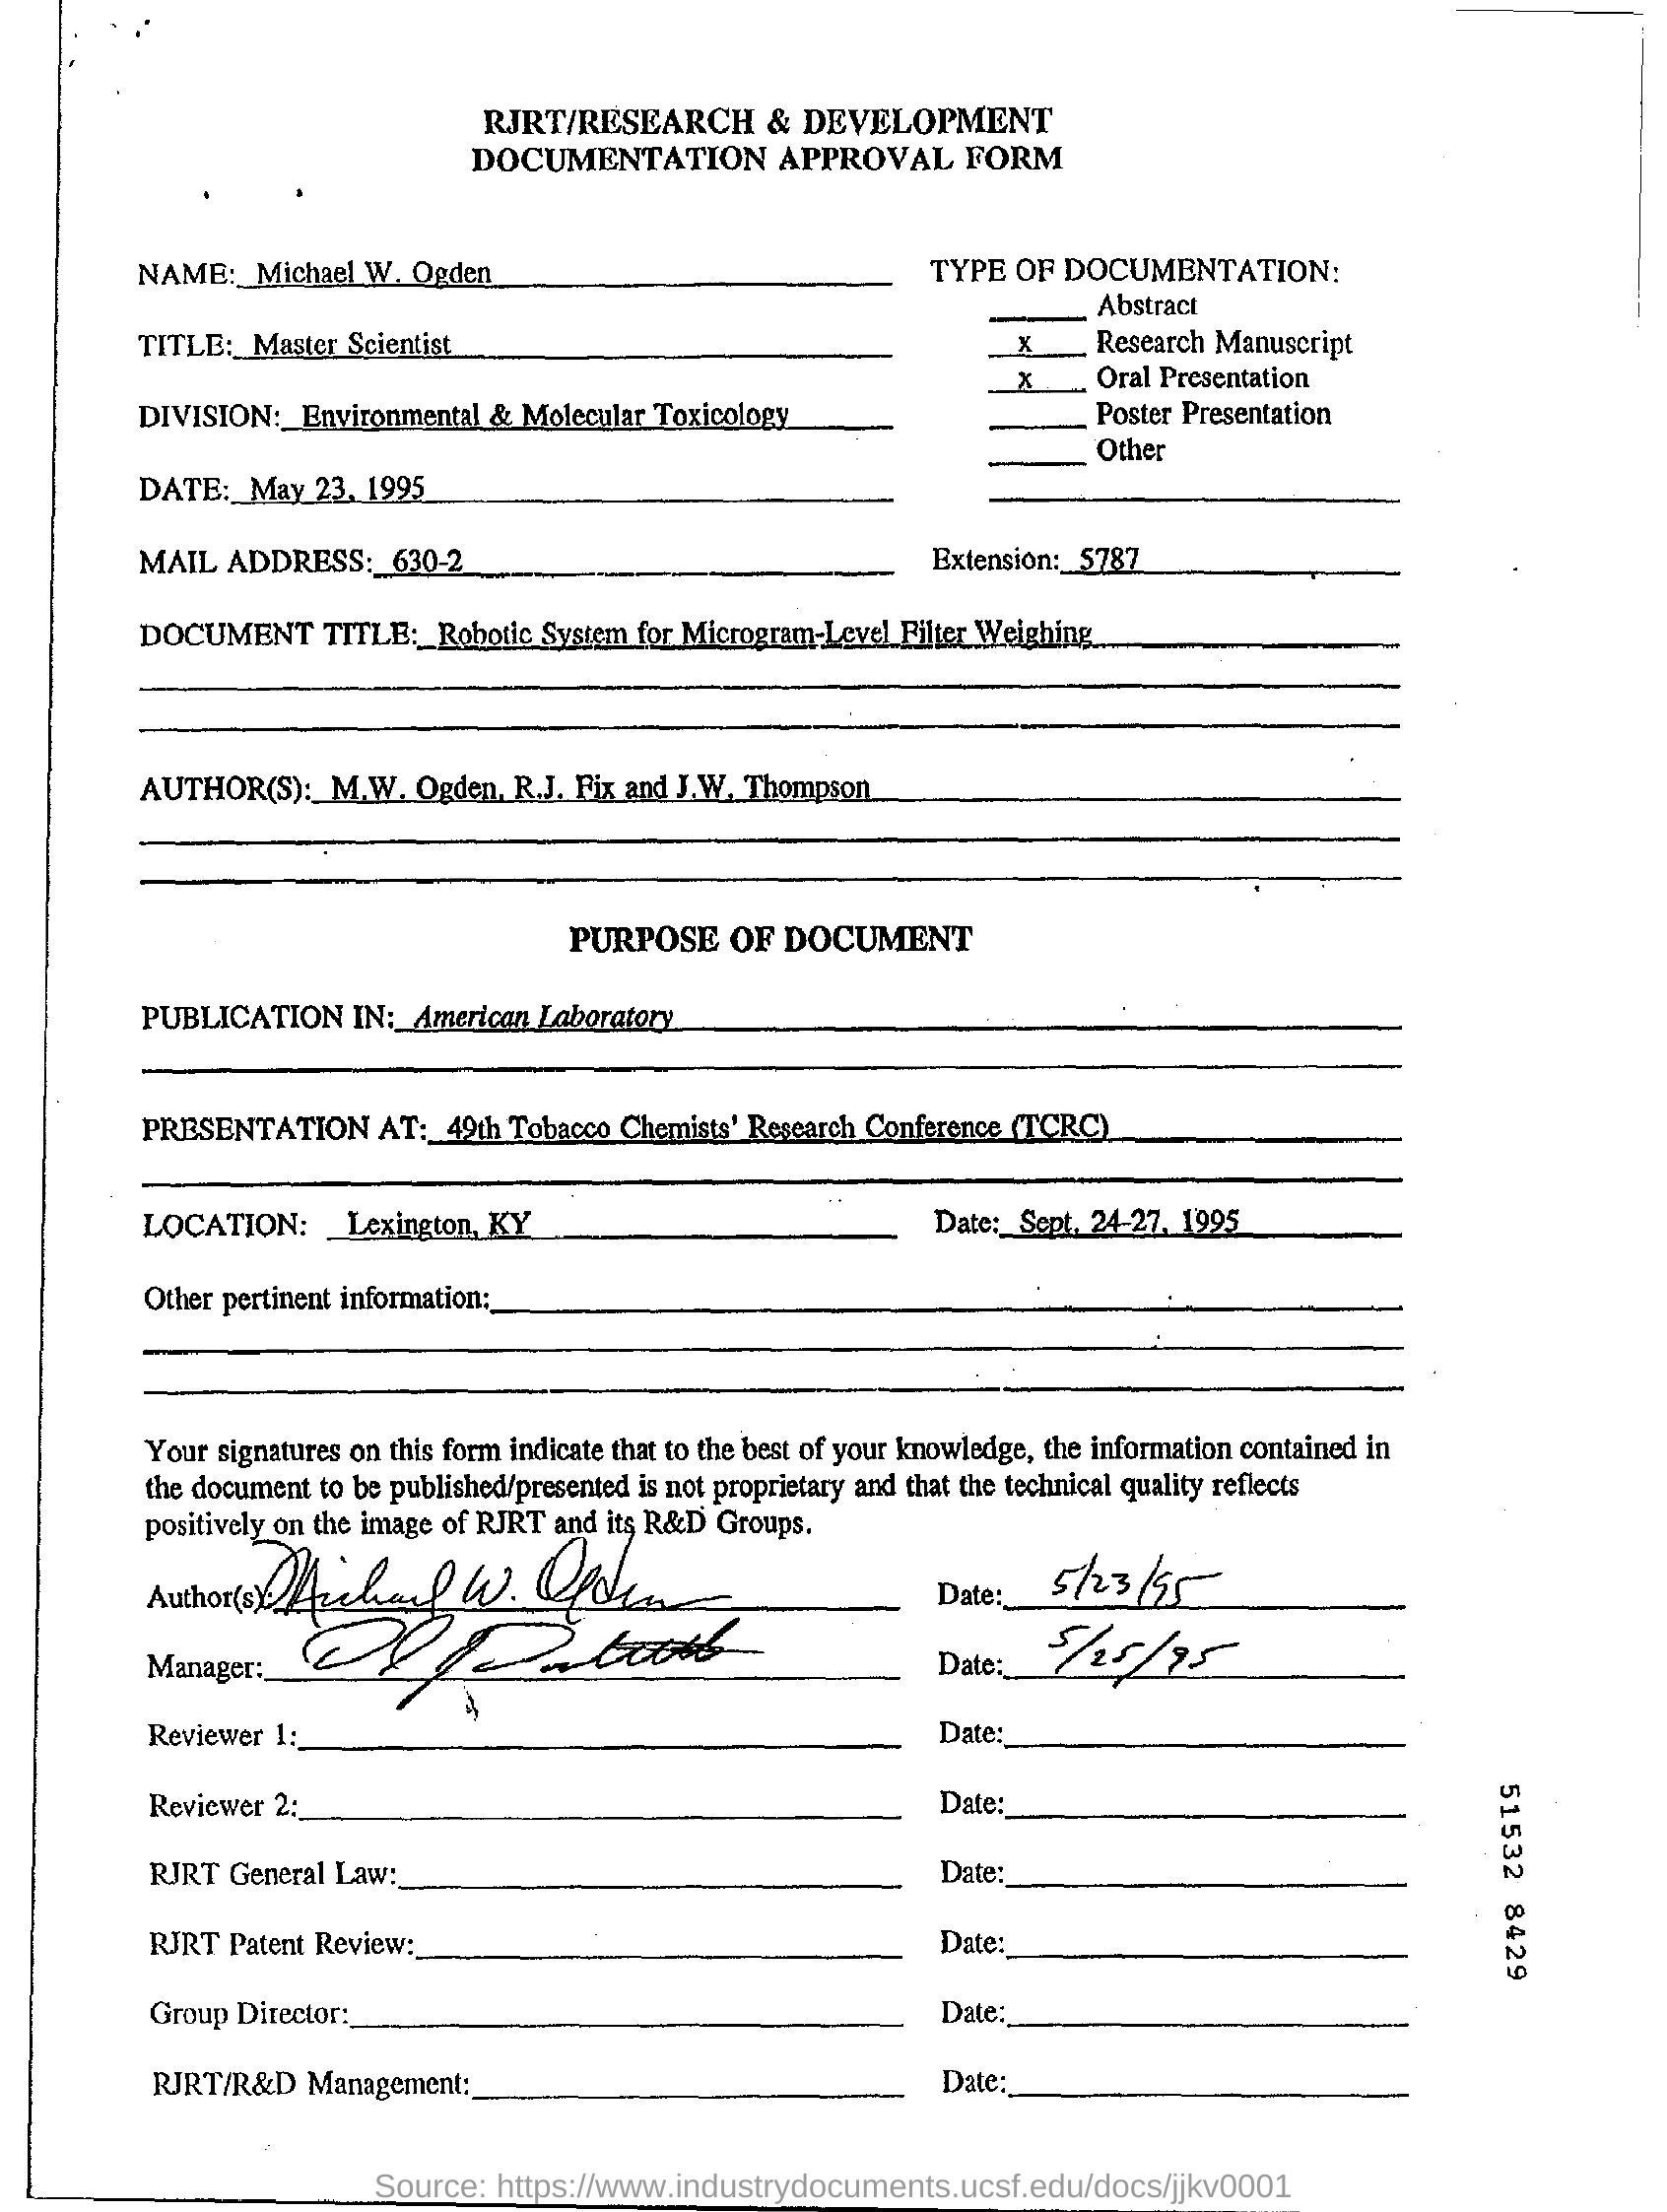 RJRT/RESEARCH & DEVELOPMENT
DOCUMENTATION APPROVAL FORM
NAME: Michael W. Ogden
TITLE: Master Scientist
DIVISION: Environmental & Molecular Toxicology
DATE: May 23, 1995
TYPE OF DOCUMENTATION:
Abstract
x Research Manuscript
x Oral Presentation
Poster Presentation
Other
MAIL ADDRESS: 630-2 Extension: 5787
DOCUMENT TITLE: Robotic System for Microgram-Level Filter Weighing
AUTHOR(S): M.W. Ogden, R.J. Fix and J.W. Thompson
PURPOSE OF DOCUMENT
PUBLICATION IN: American Laboratory
PRESENTATION AT: 49th Tobacco Chemists' Research Conference (TCRC)
LOCATION: Lexington, KY Date: Sept. 24-27, 1995
Other pertinent information:
Your signatures on this form indicate that to the best of your knowledge, the information contained in
the document to be published/presented is not proprietary and that the technical quality reflects
positively on the image of RJRT and its R&D Groups.
Author(s): Michael W. Ogden Date: 5/23/95
Manager: Date: 5/25/95
Reviewer 1: Date:
Reviewer 2: Date:
RJRT General Law: Date:
RJRT Patent Review: Date:
Group Director: Date:
RJRT/R&D Management: Date:
51532 8429
Source: https://www.industrydocuments.ucsf.edu/docs/jjkv0001